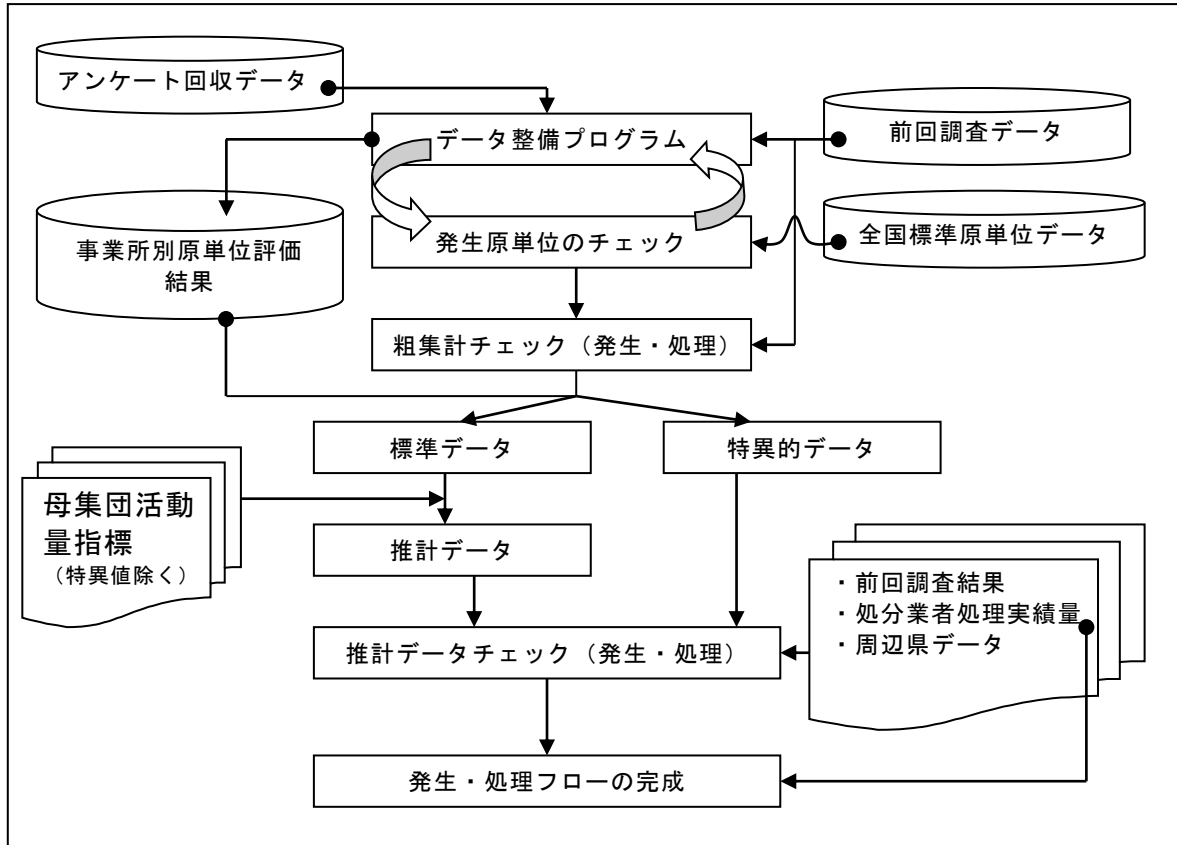 アンケート回収データ
データ整備プログラム
前回調査データ
事業所別原単位評価
結果
発生原単位のチェック
全国標準原単位データ
粗集計チェック（発生・処理）
標準データ
特異的データ
母集団活動
量指標
（特異値除く）
推計データ
・前回調査結果
・処分業者処理実績量
・周辺県データ
推計データチェック（発生・処理）
発生・処理フローの完成